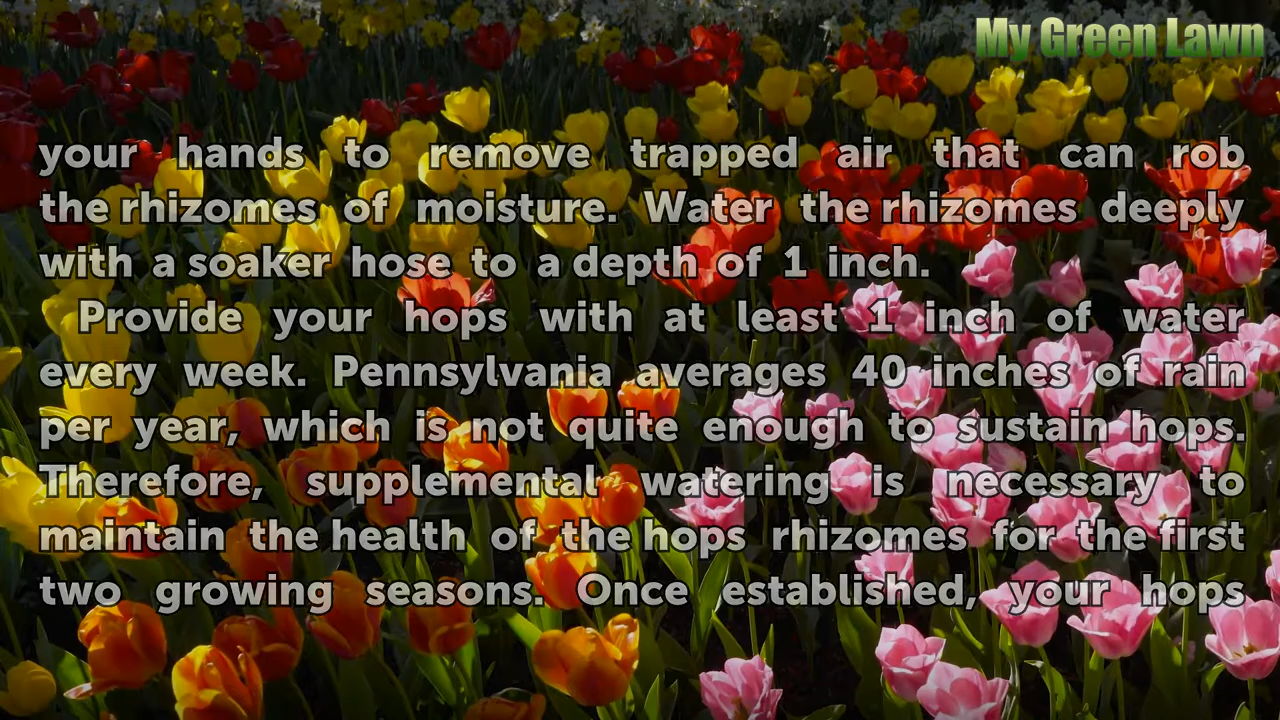 My Green Lawn
your hands to remove trapped air that can rob
the rhizomes of moisture. Water the rhizomes deeply
with a soaker hose to a depth of 1 inch.
Provide your hops with at least 1 inch of water
every week. Pennsylvania averages 40 inches of rain
per year, which is not quite enough to sustain hops.
Therefore, supplemental watering is necessary to
maintain the health of the hops rhizomes for the first
two growing seasons. Once established, your hops